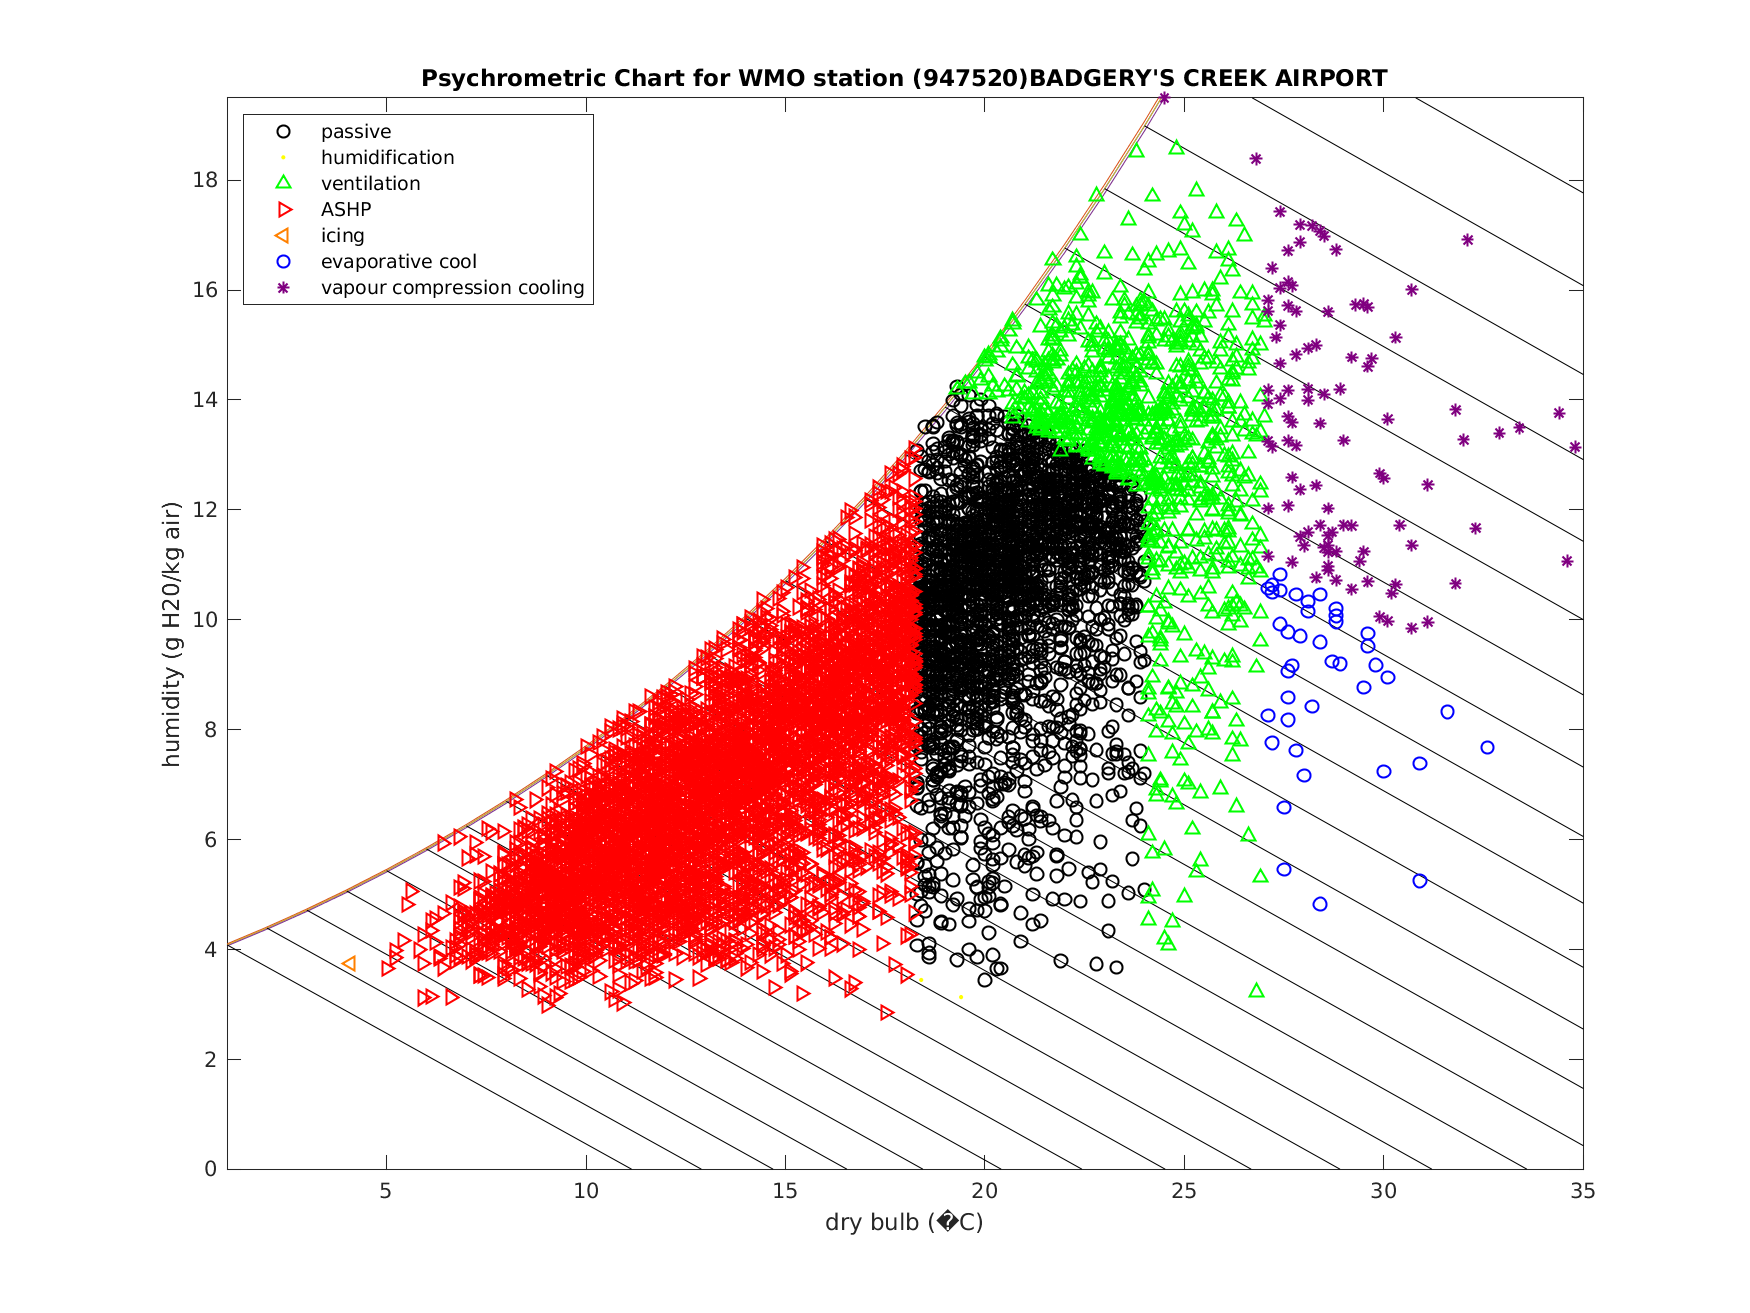 Psychrometric Chart for WMO station (947520)BADGERY'S CREEK AIRPORT
passive
humidification
ventilation
ASHP
icing
evaporative cool
vapour compression cooling
humidity (g H20/kg air)
18
16
14
12
10
8
6
4
2
0
5
10
15
20
25
30
35
dry bulb (�C)